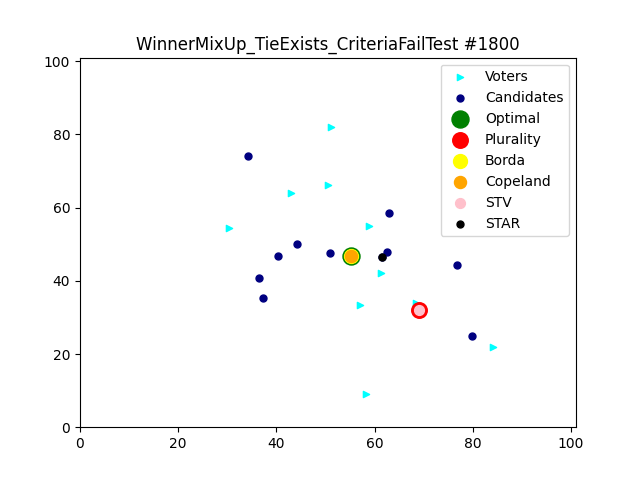 WinnerMixUp_TieExists_CriteriaFailTest #1800
100
80
60
40
20
0
0 20 40 60 80 100
Voters
Candidates
Optimal
Plurality
Borda
Copeland
STV
STAR